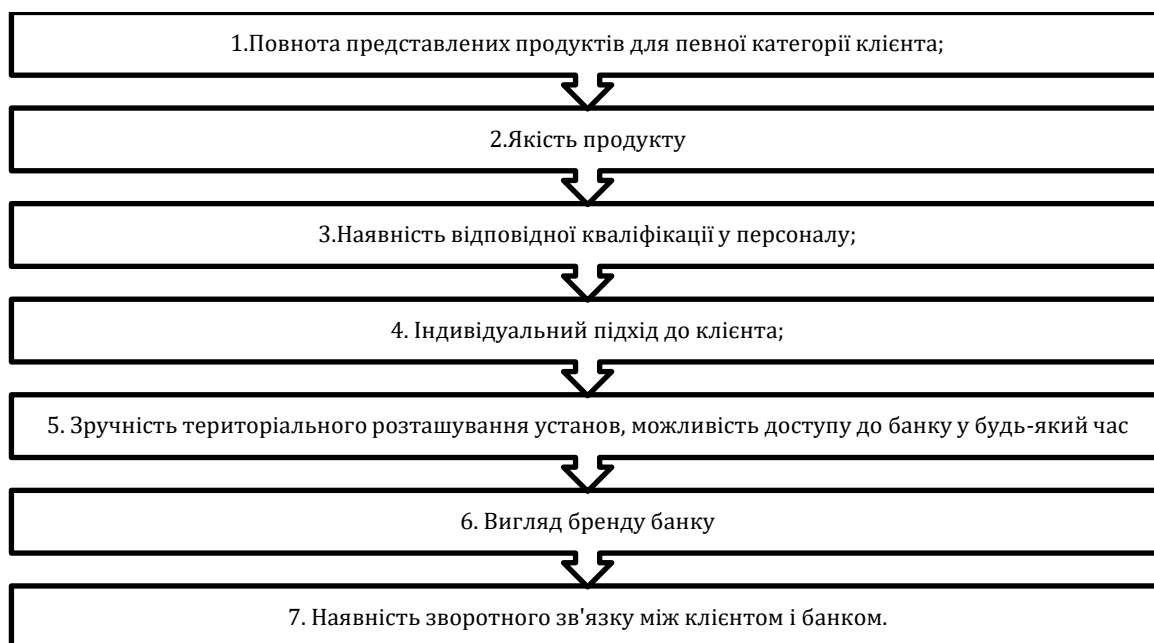 1.Повнота представлених продуктів для певної категорії клієнта;
2.Якість продукту
3.Наявність відповідної кваліфікації у персоналу;
4. Індивідуальний підхід до клієнта;
5. Зручність територіального розташування установ, можливість доступу до банку у будь-який час
6. Вигляд бренду банку
7. Наявність зворотного зв'язку між клієнтом і банком.